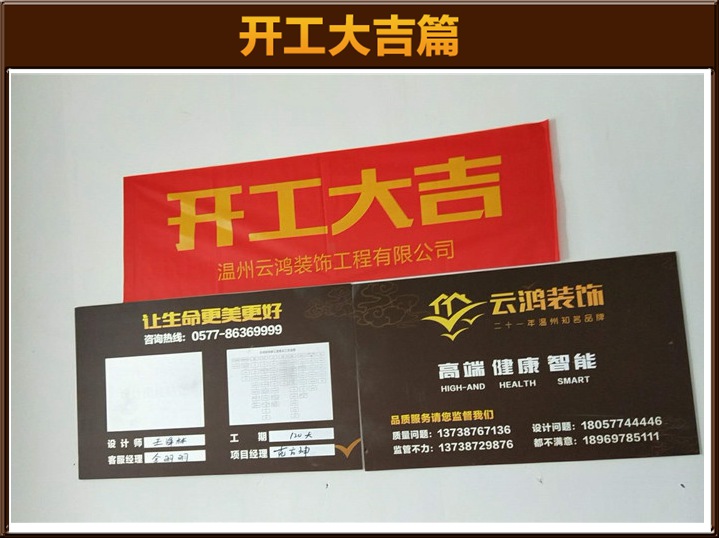 开工大吉篇
开工大吉
温州云鸿装饰工程有限公司
让生命更美更好
咨询热线：0577-86369999
设计师
客服经理
工 期 120天
项目经理
云鸿装饰
二十一年温州知名品牌
高端 健康 智能
HIGH-AND HEALTH SMART
品质服务请您监督我们
质量问题：13738767136
设计问题：18057744446
监管不力：13738729876
都不满意：18969785111